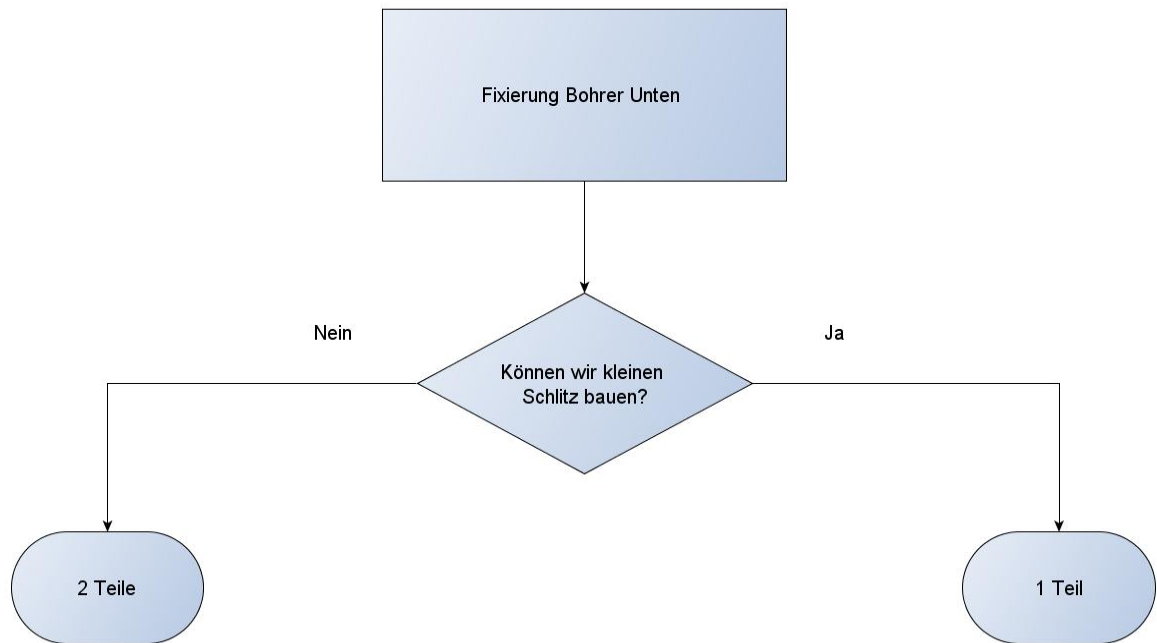 Fixierung Bohrer Unten
Nein
Ja
Können wir kleinen
Schlitz bauen?
2 Teile
1 Teil